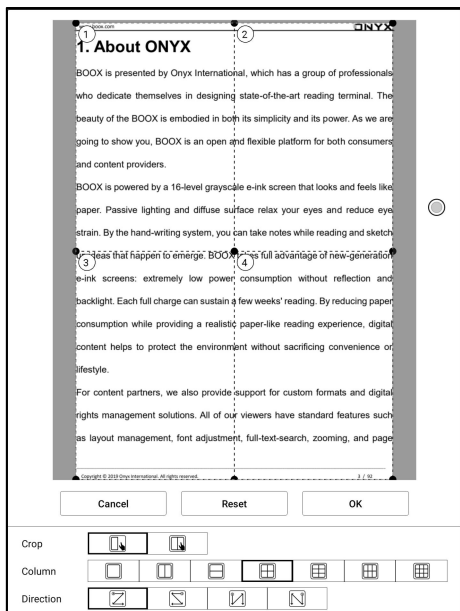 www.boox.com
ONYX
1
2
1. About ONYX
BOOX is presented by Onyx International, which has a group of professionals
who dedicate themselves in designing state-of-the-art reading terminal. The
beauty of the BOOX is embodied in both its simplicity and its power. As we are
going to show you, BOOX is an open and flexible platform for both consumers
and content providers.
BOOX is powered by a 16-level grayscale e-ink screen that looks and feels like
paper. Passive lighting and diffuse surface relax your eyes and reduce eye
strain. By the hand-writing system, you can take notes while reading and sketch
ideas that happen to emerge. BOOX full advantage of new-generation
3
4
e-ink screens: extremely low power consumption without reflection and
backlight. Each full charge can sustain a few weeks' reading. By reducing paper
consumption while providing a realistic paper-like reading experience, digital
content helps to protect the environment without sacrificing convenience or
lifestyle.
For content partners, we also provide support for custom formats and digital
rights management solutions. All of our viewers have standard features such
as layout management, font adjustment, full-text-search, zooming, and page
Copyright © 2019 Onyx International. All rights reserved.
3 / 92
Cancel
Reset
OK
Crop
Column
Direction